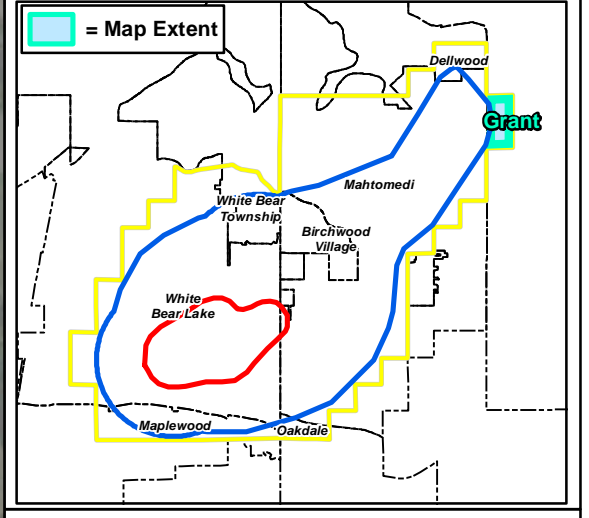 = Map Extent
Dellwood
Grant
Mahtomedi
White Bear
Township
Birchwood
Village
White
Bear Lake
Maplewood
Oakdale